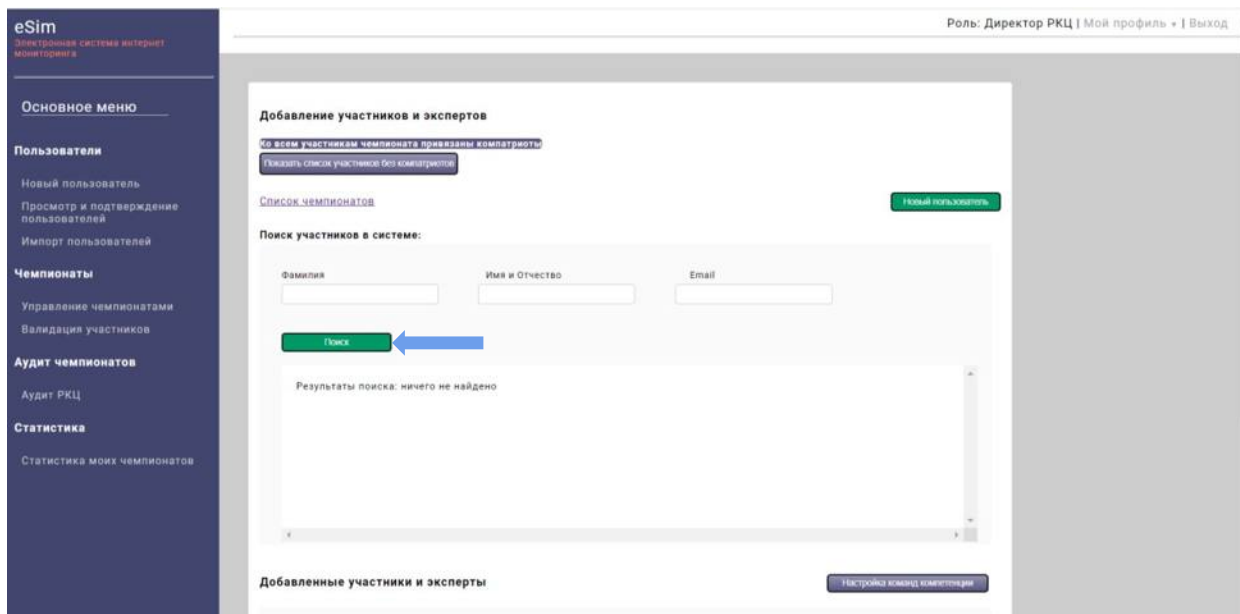 eSim
Электронная система интернет
мониторинга
Роль: Директор РКЦ | Мой профиль | Выход
Основное меню
Пользователи
Новый пользователь
Просмотр и подтверждение
пользователей
Импорт пользователей
Чемпионаты
Управление чемпионатами
Валидация участников
Аудит чемпионатов
Аудит РКЦ
Статистика
Статистика моих чемпионатов
Добавление участников и экспертов
Ко всем участникам чемпионата привязаны компатриоты
Показать список участников без компатриотов
Список чемпионатов
Новый пользователь
Поиск участников в системе:
Фамилия Имя и Отчество Email
Поиск
Результаты поиска: ничего не найдено
Добавленные участники и эксперты
Настройка команд компетенции